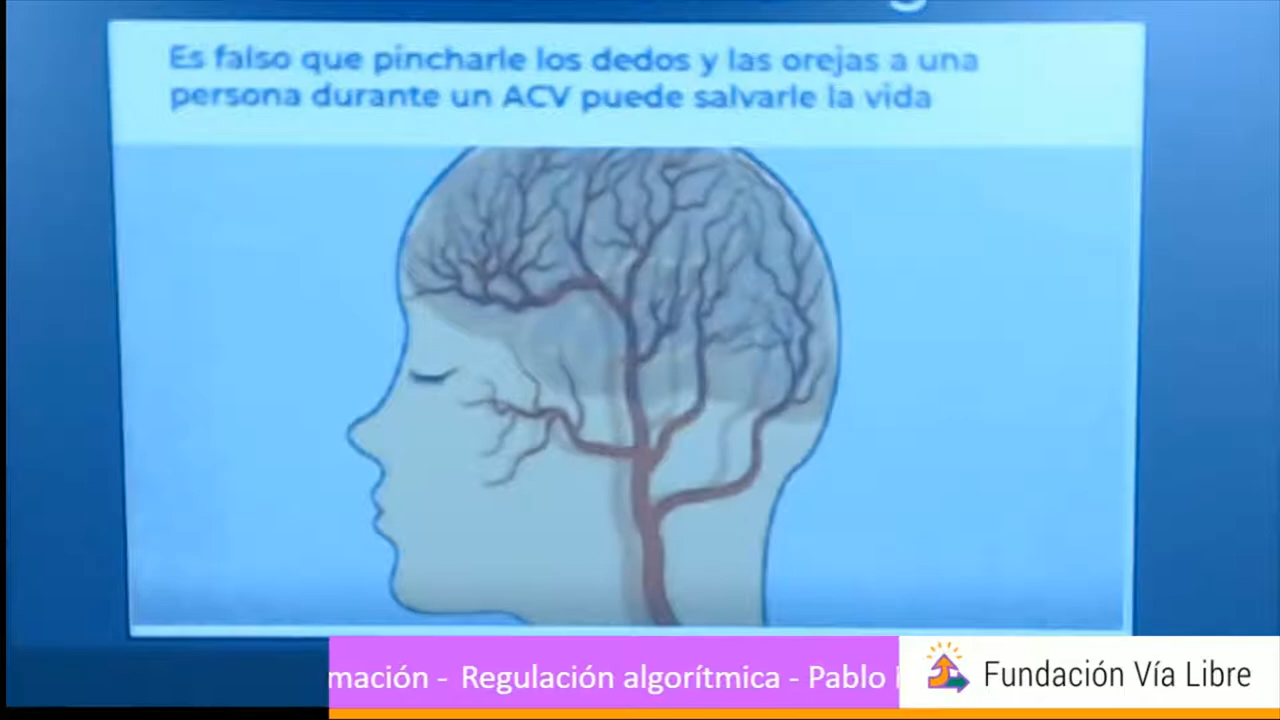 Es falso que pincharle los dedos y las orejas a una
persona durante un ACV puede salvarle la vida
mación - Regulación algorítmica - Pablo
Fundación Vía Libre